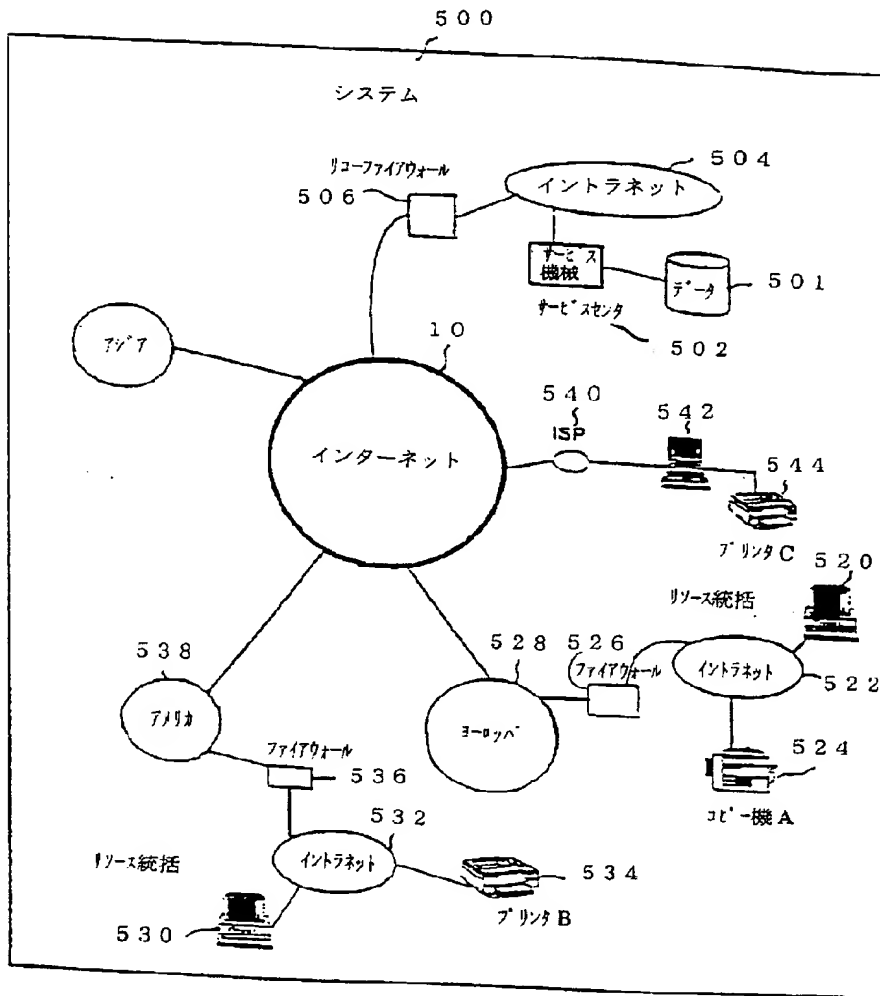 ５００
システム
リコーファイアウォール
５０６
５０４
イントラネット
サービス
機械
データ
５０１
サービスセンタ
５０２
アジア
１０
インターネット
５４０
ISP
５４２
５４４
プリンタC
５２０
リソース統括
５２６
ファイアウォール
イントラネット
５２２
５２８
ヨーロッパ
５２４
コピー機A
５３８
アメリカ
ファイアウォール
５３６
５３２
イントラネット
リソース統括
５３４
プリンタB
５３０